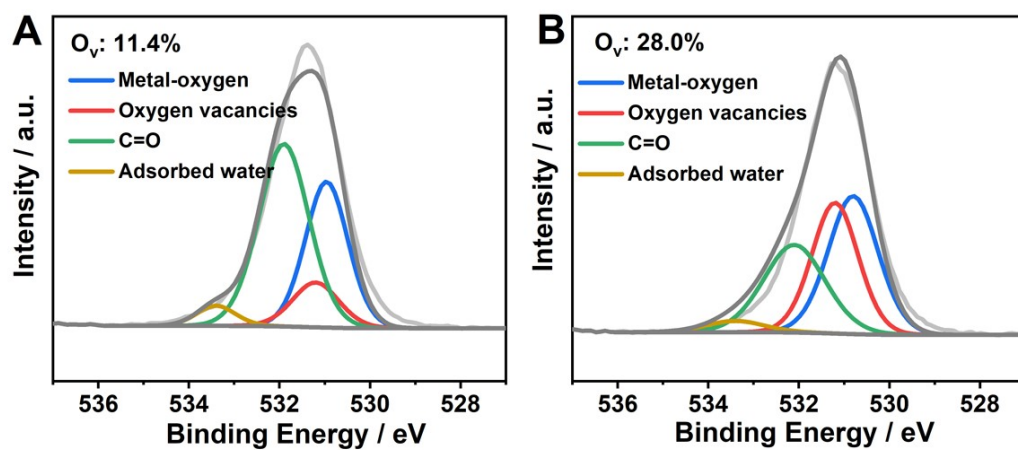 A
Ov: 11.4%
Metal-oxygen
Oxygen vacancies
C=O
Adsorbed water
Intensity / a.u.
536 534 532 530 528
Binding Energy / eV
B
Ov: 28.0%
Metal-oxygen
Oxygen vacancies
C=O
Adsorbed water
Intensity / a.u.
536 534 532 530 528
Binding Energy / eV